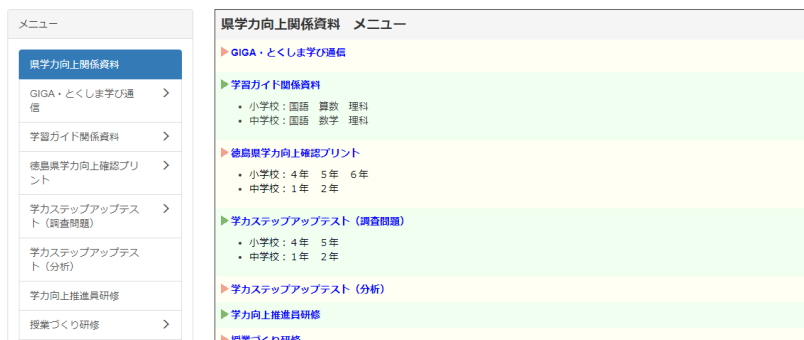 メニュー
県学力向上関係資料
GIGA・とくしま学び通
信
学習ガイド関係資料
徳島県学力向上確認プリ
ント
学力ステップアップテス
ト（調査問題）
学力ステップアップテス
ト（分析）
学力向上推進員研修
授業づくり研修
県学力向上関係資料　メニュー
GIGA・とくしま学び通信
学習ガイド関係資料
小学校：国語　算数　理科
中学校：国語　数学　理科
徳島県学力向上確認プリント
小学校：４年　５年　６年
中学校：１年　２年
学力ステップアップテスト（調査問題）
小学校：４年　５年
中学校：１年　２年
学力ステップアップテスト（分析）
学力向上推進員研修
授業づくり研修